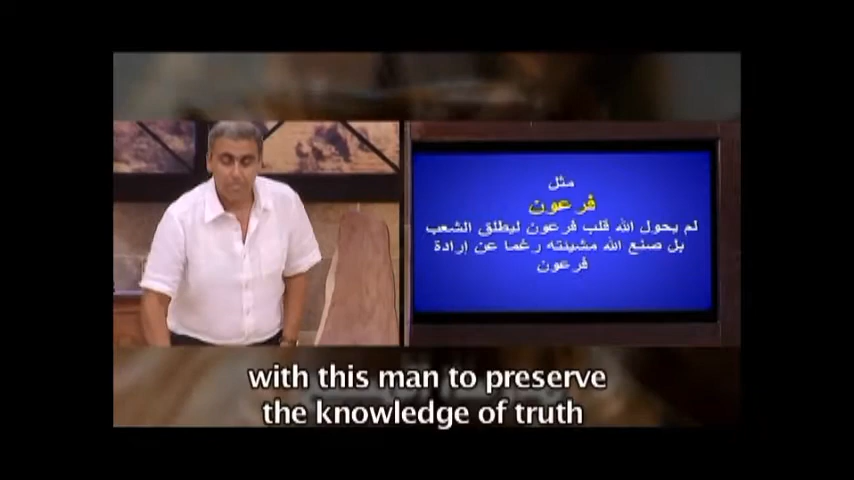 مثل
فرعون
لم يحول الله قلب فرعون ليطلق الشعب
بل صنع الله مشيئته رغما عن إرادة
فرعون
with this man to preserve
the knowledge of truth